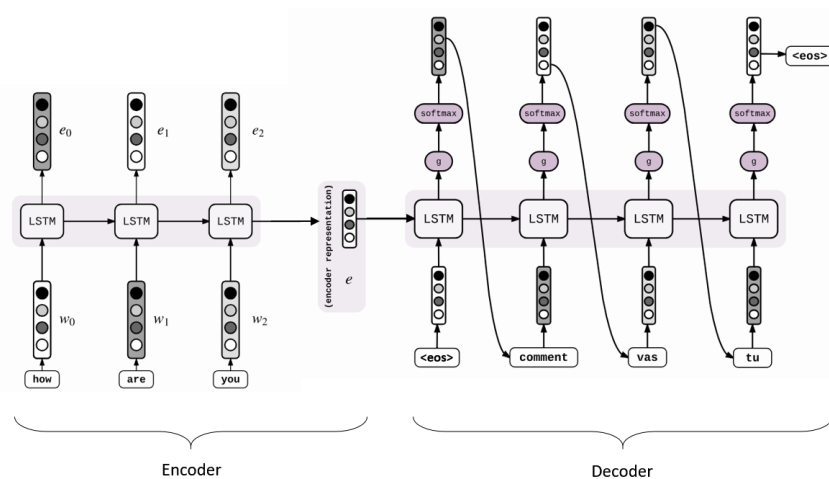 <eos>
softmax
softmax
softmax
softmax
e0
e1
e2
g
g
g
g
LSTM
LSTM
LSTM
(encoder representation)
e
LSTM
LSTM
LSTM
LSTM
w0
w1
w2
<eos>
comment
vas
tu
how
are
you
Encoder
Decoder